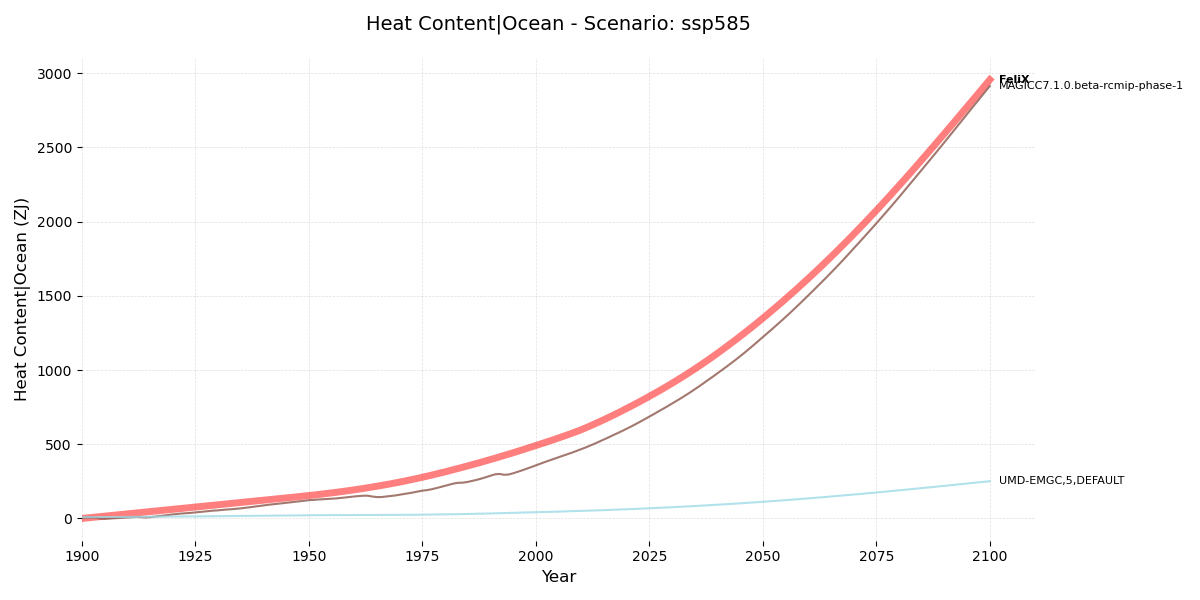 Heat Content|Ocean - Scenario: ssp585
Heat Content|Ocean (ZJ)
3000
2500
2000
1500
1000
500
0
FeliX
MAGICC7.1.0.beta-rcmip-phase-1
UMD-EMGC,5,DEFAULT
1900 1925 1950 1975 2000 2025 2050 2075 2100
Year